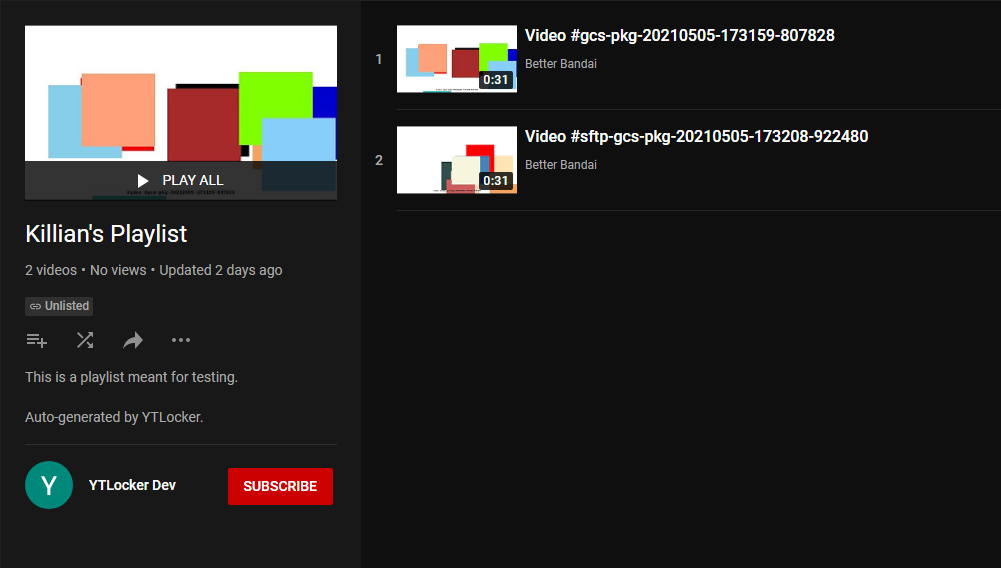 PLAY ALL
Killian's Playlist
2 videos • No views • Updated 2 days ago
Unlisted
This is a playlist meant for testing.
Auto-generated by YTLocker.
Y
YTLocker Dev
SUBSCRIBE
1
0:31
Video #gcs-pkg-20210505-173159-807828
Better Bandai
2
0:31
Video #sftp-gcs-pkg-20210505-173208-922480
Better Bandai